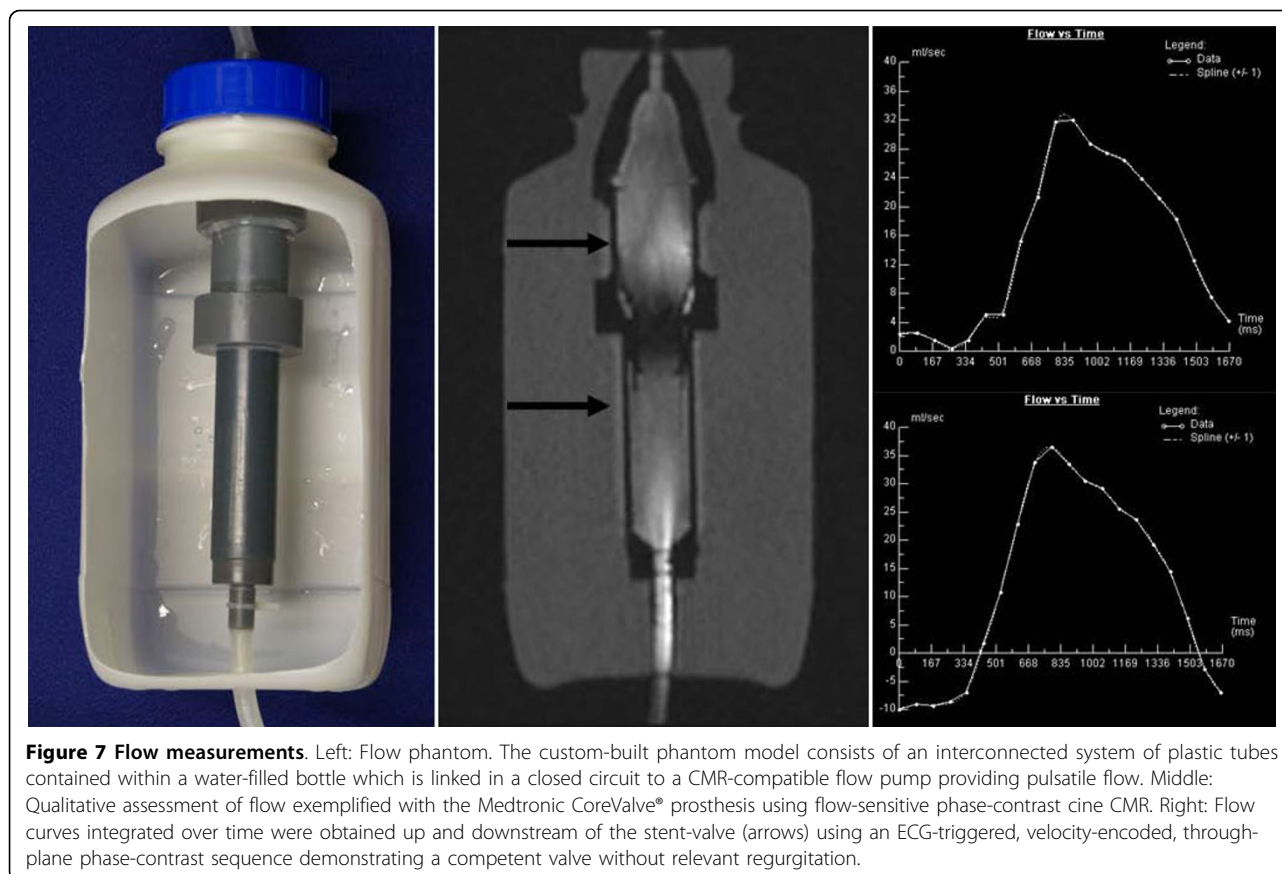 Flow vs Time
ml/sec
Legend:
Data
Spline (+/- 1)
40
36
32
28
24
20
16
12
8
4
0
Time
(ms)
0 167 334 501 668 835 1002 1169 1336 1503 1670
Flow vs Time
ml/sec
Legend:
Data
Spline (+/- 1)
40
35
30
25
20
15
10
5
0
-5
-10
Time
(ms)
0 167 334 501 668 835 1002 1169 1336 1503 1670
Figure 7 Flow measurements. Left: Flow phantom. The custom-built phantom model consists of an interconnected system of plastic tubes
contained within a water-filled bottle which is linked in a closed circuit to a CMR-compatible flow pump providing pulsatile flow. Middle:
Qualitative assessment of flow exemplified with the Medtronic CoreValve® prosthesis using flow-sensitive phase-contrast cine CMR. Right: Flow
curves integrated over time were obtained up and downstream of the stent-valve (arrows) using an ECG-triggered, velocity-encoded, through-
plane phase-contrast sequence demonstrating a competent valve without relevant regurgitation.